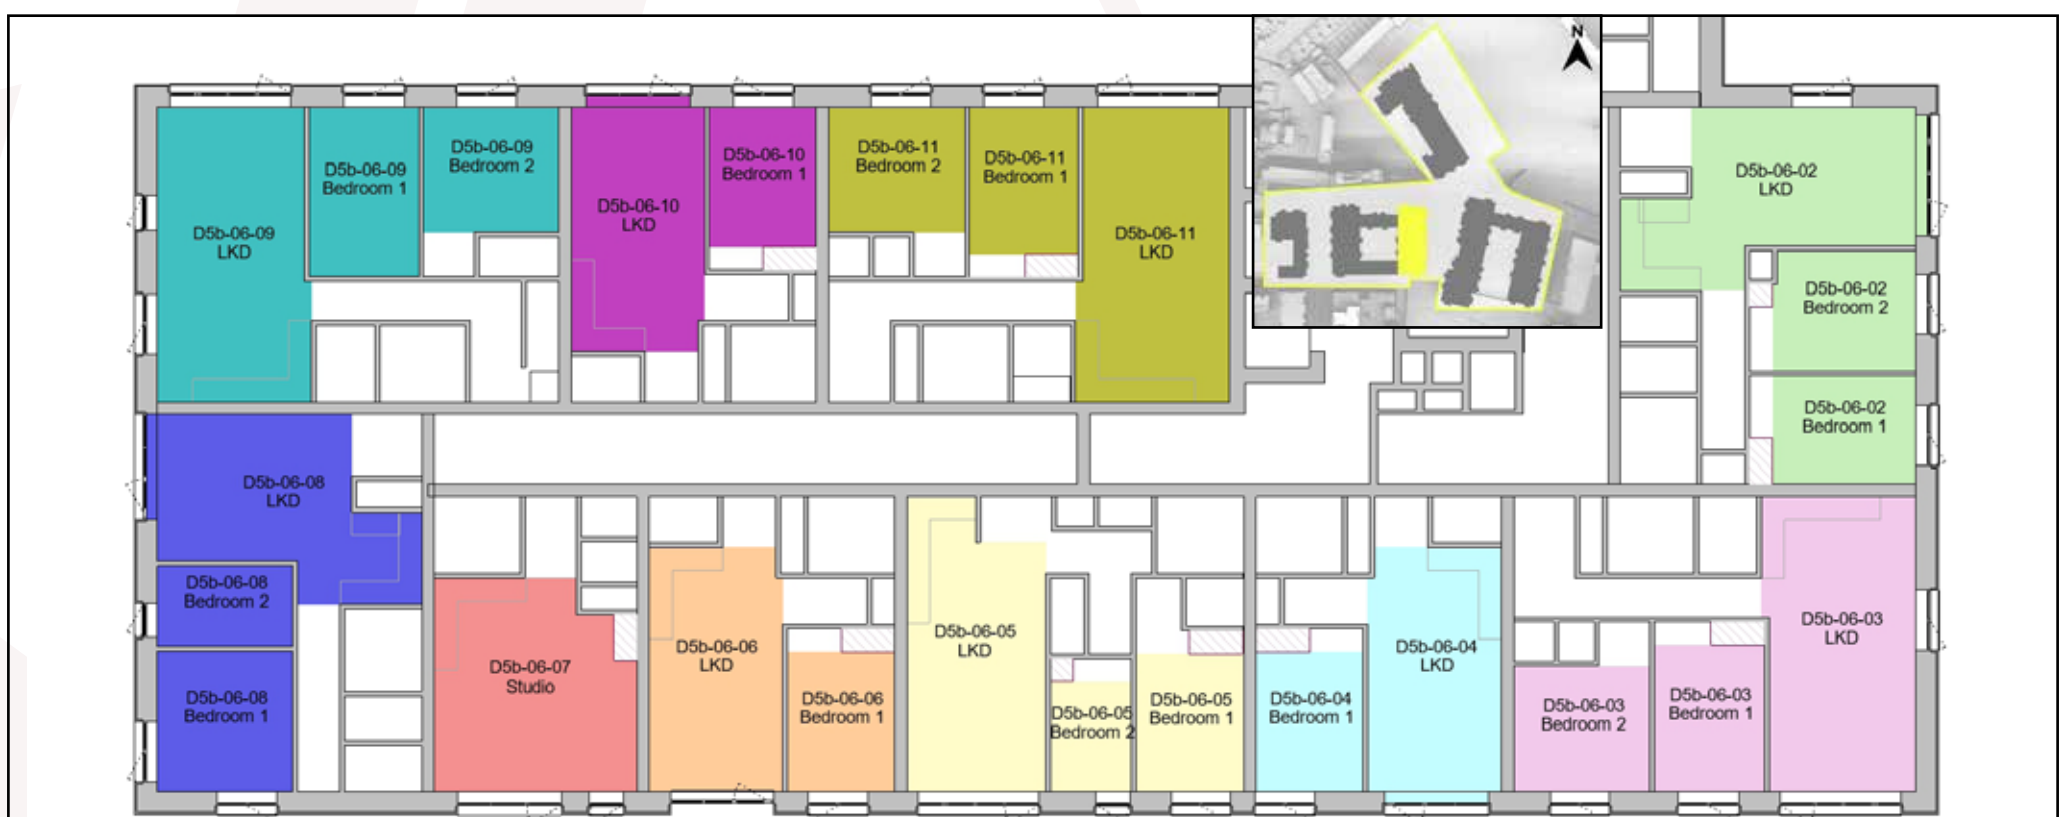 N
D5b-06-09
LKD
D5b-06-09
Bedroom 1
D5b-06-09
Bedroom 2
D5b-06-10
LKD
D5b-06-10
Bedroom 1
D5b-06-11
Bedroom 2
D5b-06-11
Bedroom 1
D5b-06-11
LKD
D5b-06-02
LKD
D5b-06-02
Bedroom 2
D5b-06-02
Bedroom 1
D5b-06-08
LKD
D5b-06-08
Bedroom 2
D5b-06-08
Bedroom 1
D5b-06-07
Studio
D5b-06-06
LKD
D5b-06-06
Bedroom 1
D5b-06-05
LKD
D5b-06-05
Bedroom 2
D5b-06-05
Bedroom 1
D5b-06-04
Bedroom 1
D5b-06-04
LKD
D5b-06-03
Bedroom 2
D5b-06-03
Bedroom 1
D5b-06-03
LKD